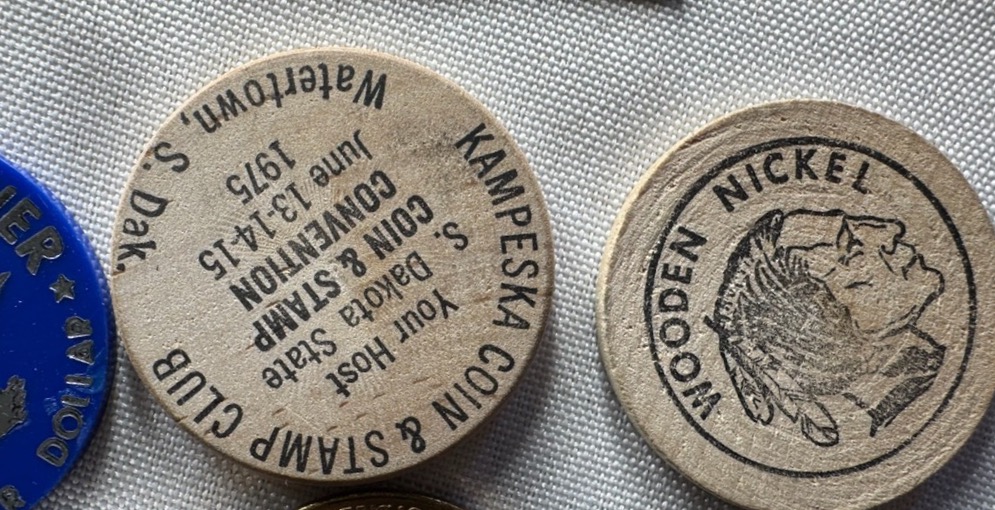 KAMPESKA COIN & STAMP CLUB
Your Host
S. Dakota State
COIN & STAMP
CONVENTION
June 13-14-15
1975
Watertown, S. Dak.
WOODEN NICKEL
DOLLAR